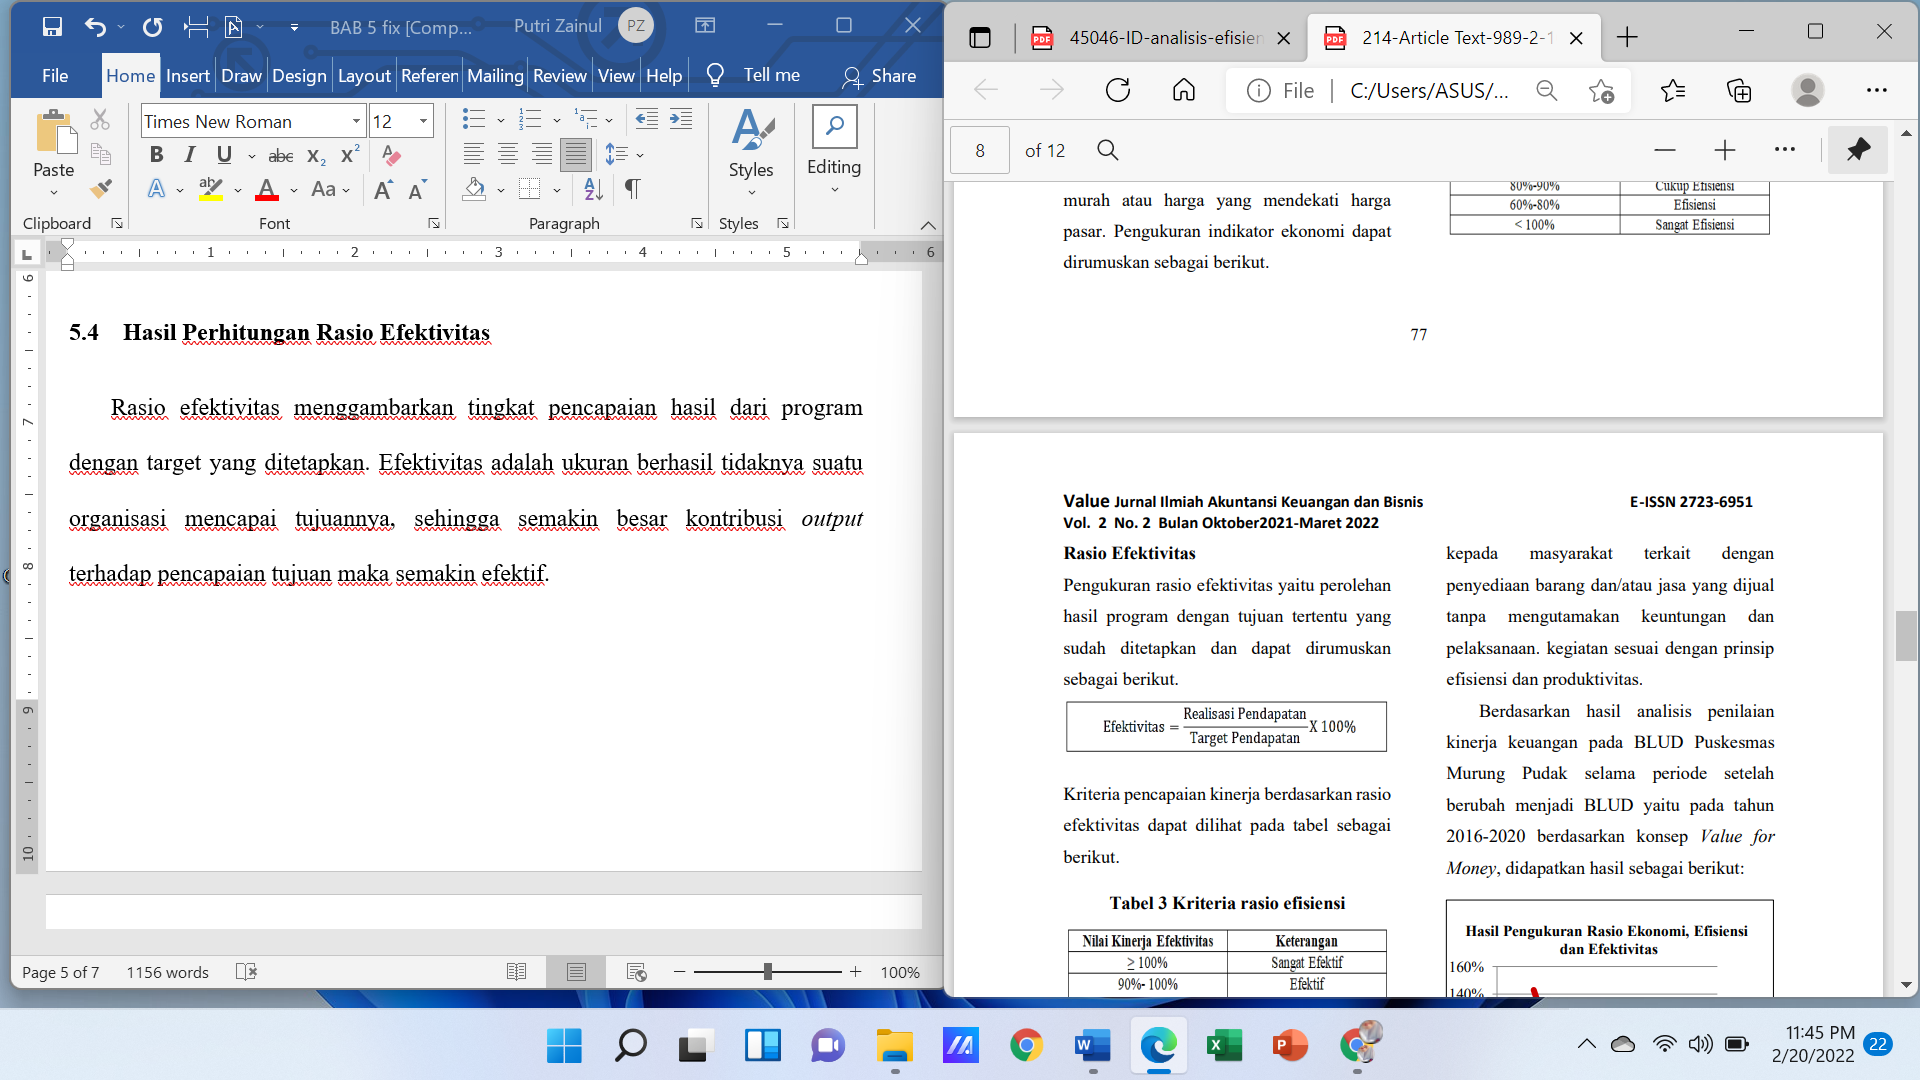 BAB 5 fix [Comp...
Putri Zainul
PZ
File
Home
Insert
Draw
Design
Layout
Referen
Mailing
Review
View
Help
Tell me
Share
Paste
Clipboard
Times New Roman
12
Font
Paragraph
Styles
Styles
Editing
1 2 3 4 5 6
6
7
8
9
10
5.4 Hasil Perhitungan Rasio Efektivitas
Rasio efektivitas menggambarkan tingkat pencapaian hasil dari program
dengan target yang ditetapkan. Efektivitas adalah ukuran berhasil tidaknya suatu
organisasi mencapai tujuannya, sehingga semakin besar kontribusi output
terhadap pencapaian tujuan maka semakin efektif.
Page 5 of 7
1156 words
100%
45046-ID-analisis-efisien
214-Article Text-989-2-1
File
C:/Users/ASUS/...
8 of 12
murah atau harga yang mendekati harga
pasar. Pengukuran indikator ekonomi dapat
dirumuskan sebagai berikut.
80%-90% Cukup Efisiensi
60%-80% Efisiensi
< 100% Sangat Efisiensi
77
Value Jurnal Ilmiah Akuntansi Keuangan dan Bisnis
E-ISSN 2723-6951
Vol. 2 No. 2 Bulan Oktober2021-Maret 2022
Rasio Efektivitas
Pengukuran rasio efektivitas yaitu perolehan
hasil program dengan tujuan tertentu yang
sudah ditetapkan dan dapat dirumuskan
sebagai berikut.
Efektivitas = Realisasi Pendapatan
Target Pendapatan X 100%
Kriteria pencapaian kinerja berdasarkan rasio
efektivitas dapat dilihat pada tabel sebagai
berikut.
Tabel 3 Kriteria rasio efisiensi
Nilai Kinerja Efektivitas Keterangan
≥ 100% Sangat Efektif
90%- 100% Efektif
kepada masyarakat terkait dengan
penyediaan barang dan/atau jasa yang dijual
tanpa mengutamakan keuntungan dan
pelaksanaan. kegiatan sesuai dengan prinsip
efisiensi dan produktivitas.
Berdasarkan hasil analisis penilaian
kinerja keuangan pada BLUD Puskesmas
Murung Pudak selama periode setelah
berubah menjadi BLUD yaitu pada tahun
2016-2020 berdasarkan konsep Value for
Money, didapatkan hasil sebagai berikut:
Hasil Pengukuran Rasio Ekonomi, Efisiensi
dan Efektivitas
160%
140%
11:45 PM
2/20/2022
22